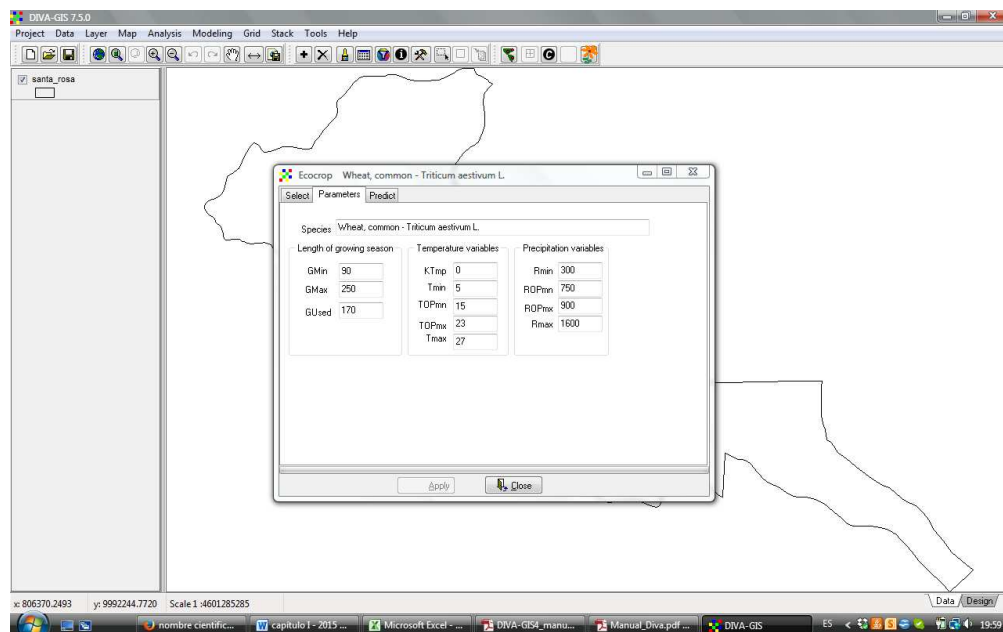 DIVA-GIS 7.5.0
Project Data Layer Map Analysis Modeling Grid Stack Tools Help
santa_rosa
Ecocrop Wheat, common - Triticum aestivum L.
Select Parameters Predict
Species Wheat, common - Triticum aestivum L.
Length of growing season Temperature variables Precipitation variables
GMin 90 KTmp 0 Rmin 300
GMax 250 Tmin 5 ROPmn 750
GUsed 170 TOPmn 15 ROPmx 900
TOPmx 23 Rmax 1600
Tmax 27
Apply Close
x: 806370.2493 y: 9992244.7720 Scale 1 :4601285285 Data Design
nombre cientific... capitulo I - 2015 ... Microsoft Excel - ... DIVA-GIS4_manu... Manual_Diva.pdf ... DIVA-GIS ES 19:59